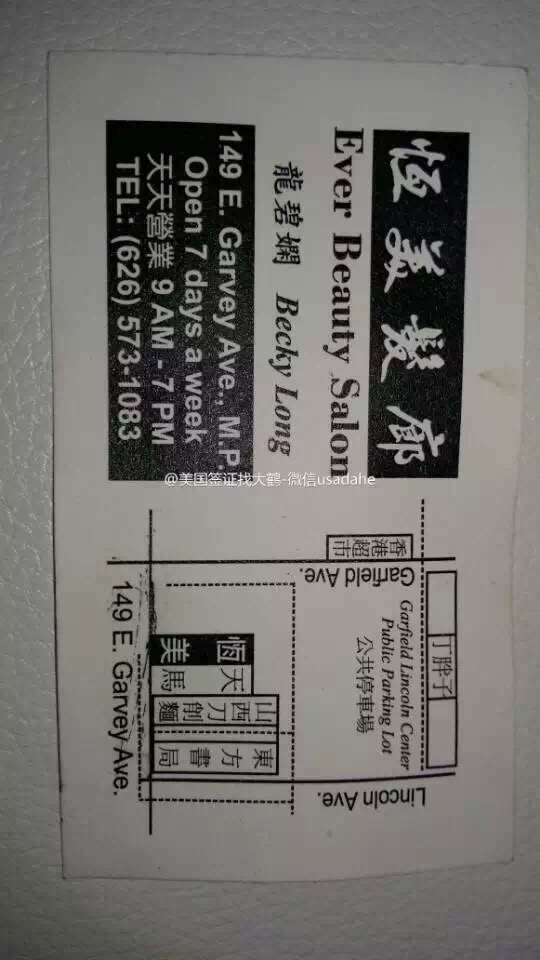 恆美髮廊
Ever Beauty Salon
龍碧嫻 Becky Long
149 E. Garvey Ave., M.P.
Open 7 days a week
天天營業 9 AM - 7 PM
TEL: (626) 573-1083
@美国签证找大鹤-微信usadahe
香港超市
Garfield Ave.
丁胖子
Garfield Lincoln Center
Public Parking Lot
公共停車場
恆美
天馬
山西刀削麵
東方書局
Lincoln Ave.
149 E. Garvey Ave.